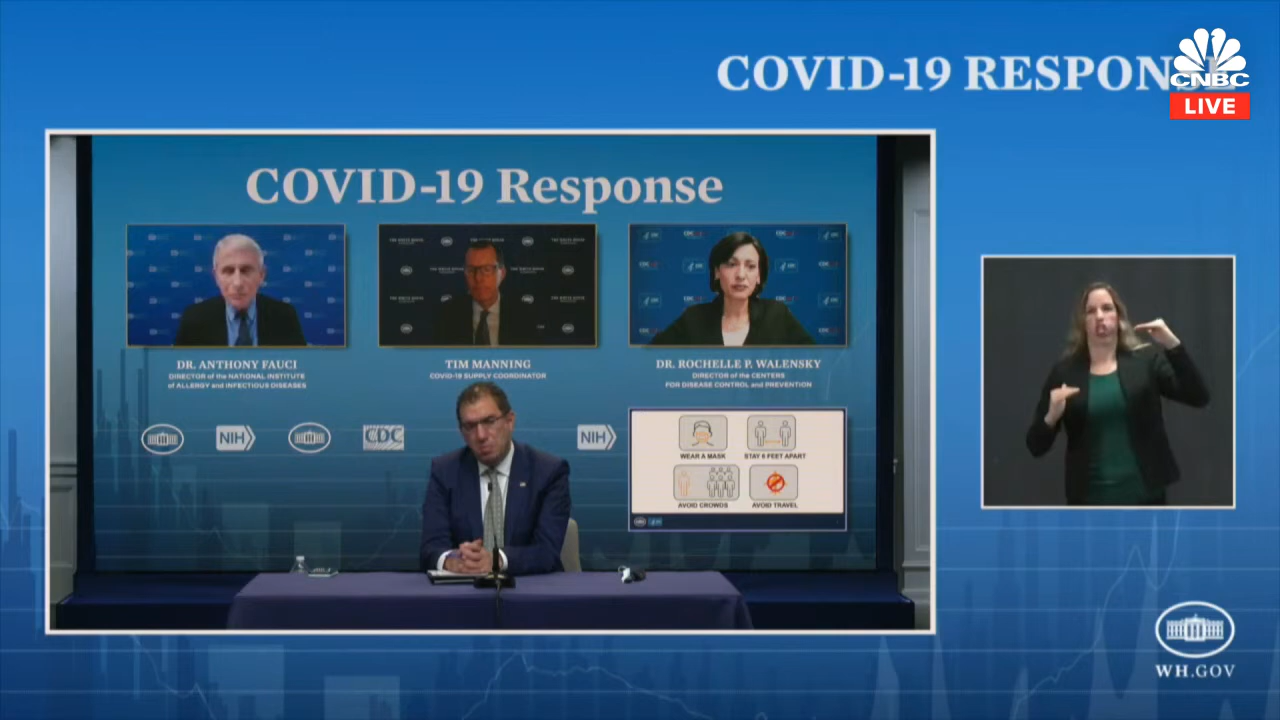 COVID-19 RESPON
CNBC
LIVE
COVID-19 Response
DR. ANTHONY FAUCI
DIRECTOR of the NATIONAL INSTITUTE
of ALLERGY and INFECTIOUS DISEASES
TIM MANNING
COVID-19 SUPPLY COORDINATOR
DR. ROCHELLE P. WALENSKY
DIRECTOR of the CENTERS
FOR DISEASE CONTROL and PREVENTION
NIH
CDC
NIH
WEAR A MASK
STAY 6 FEET APART
AVOID CROWDS
AVOID TRAVEL
WH.GOV